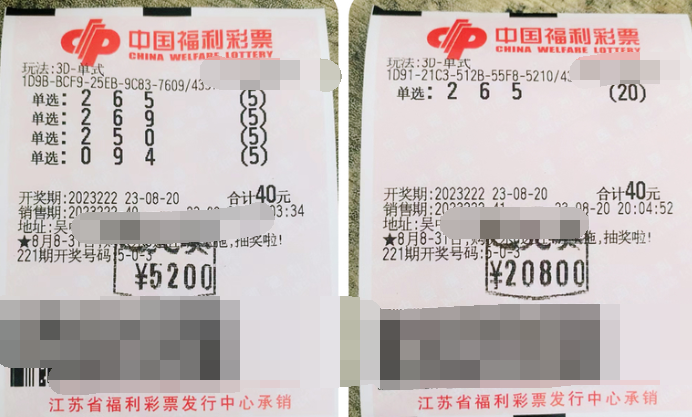 中国福利彩票
CHINA WELFARE LOTTERY
玩法:3D-单式
1D9B-BCF9-25EB-9C83-7609/43
单选: 2 6 5 (5)
单选: 2 6 9 (5)
单选: 2 5 0 (5)
单选: 0 9 4 (5)
开奖期:2023222 23-08-20 合计40元
销售期:2023222 03:34
地址:吴
★8月8-31日 施,抽奖啦!
221期开奖号码:5-0-3
¥5200
江苏省福利彩票发行中心承销
中国福利彩票
CHINA WELFARE LOTTERY
玩法:3D-单式
1D91-21C3-512B-55F8-5210/43
单选: 2 6 5 (20)
开奖期:2023222 23-08-20 合计40元
销售期:2023222 23-08-20 20:04:52
地址:吴中
★8月8-31日 施,抽奖啦!
221期开奖号码:5-0-3
¥20800
江苏省福利彩票发行中心承销